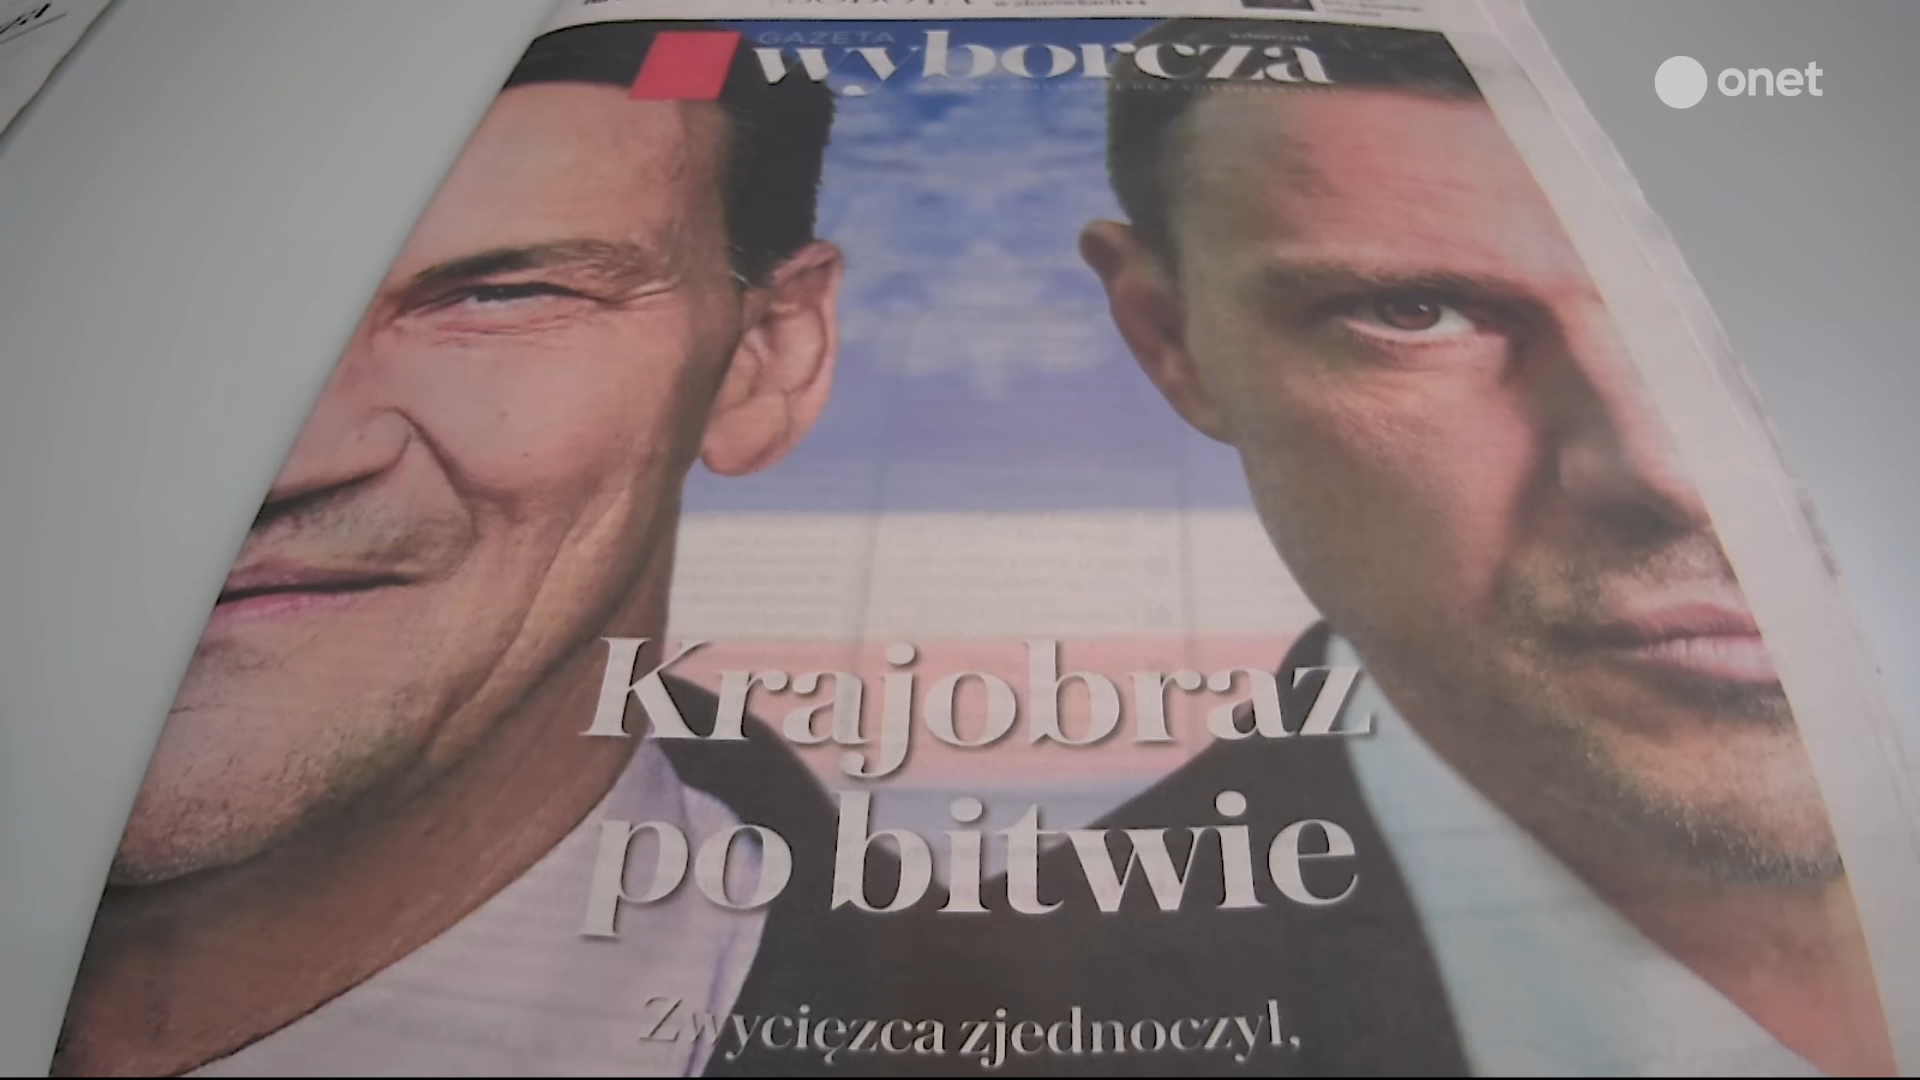 GAZETA
wyborcza
onet
Krajobraz
po bitwie
Zwycięzca zjednoczył,